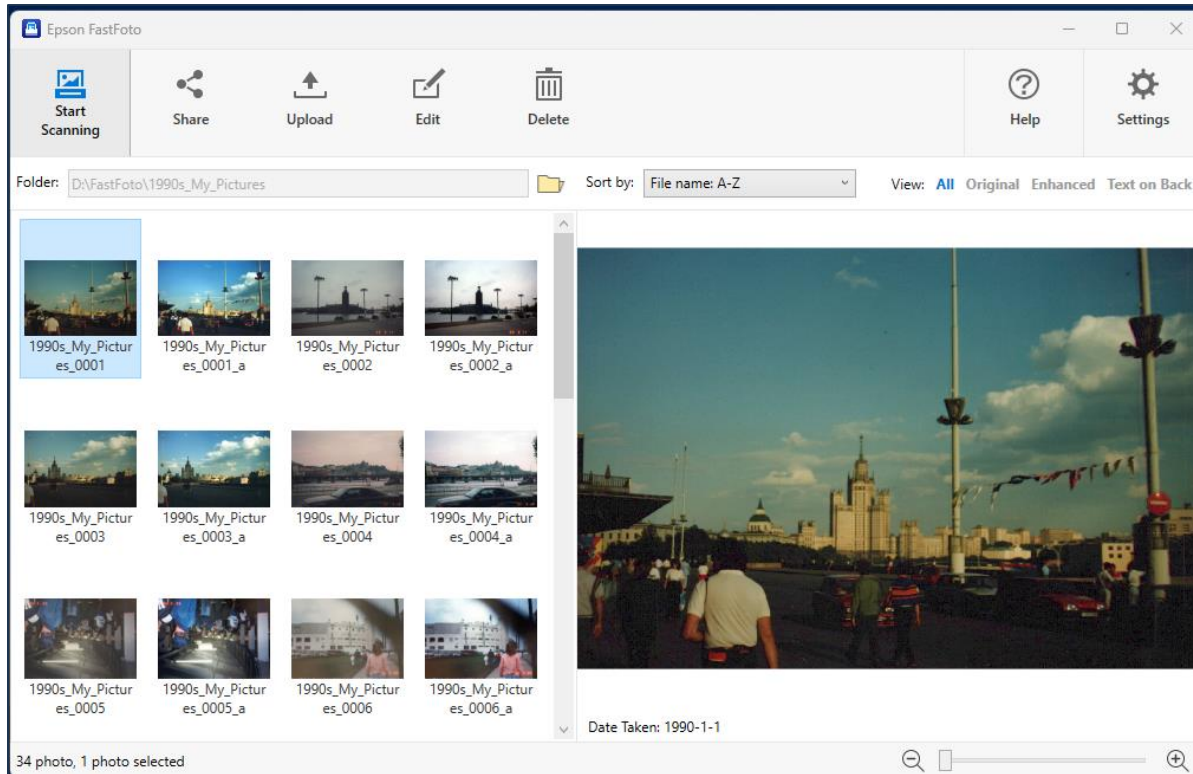 Epson FastFoto
Start
Scanning
Share
Upload
Edit
Delete
Help
Settings
Folder:
D:\FastFoto\1990s_My_Pictures
Sort by:
File name: A-Z
View:
All
Original
Enhanced
Text on Back
1990s_My_Pictur
es_0001
1990s_My_Pictur
es_0001_a
1990s_My_Pictur
es_0002
1990s_My_Pictur
es_0002_a
1990s_My_Pictur
es_0003
1990s_My_Pictur
es_0003_a
1990s_My_Pictur
es_0004
1990s_My_Pictur
es_0004_a
1990s_My_Pictur
es_0005
1990s_My_Pictur
es_0005_a
1990s_My_Pictur
es_0006
1990s_My_Pictur
es_0006_a
Date Taken: 1990-1-1
34 photo, 1 photo selected